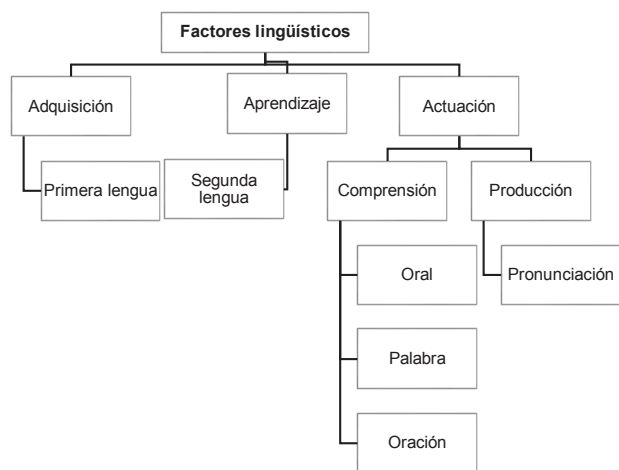 Factores lingüísticos
Adquisición
Aprendizaje
Actuación
Primera lengua
Segunda
lengua
Comprensión
Producción
Oral
Pronunciación
Palabra
Oración